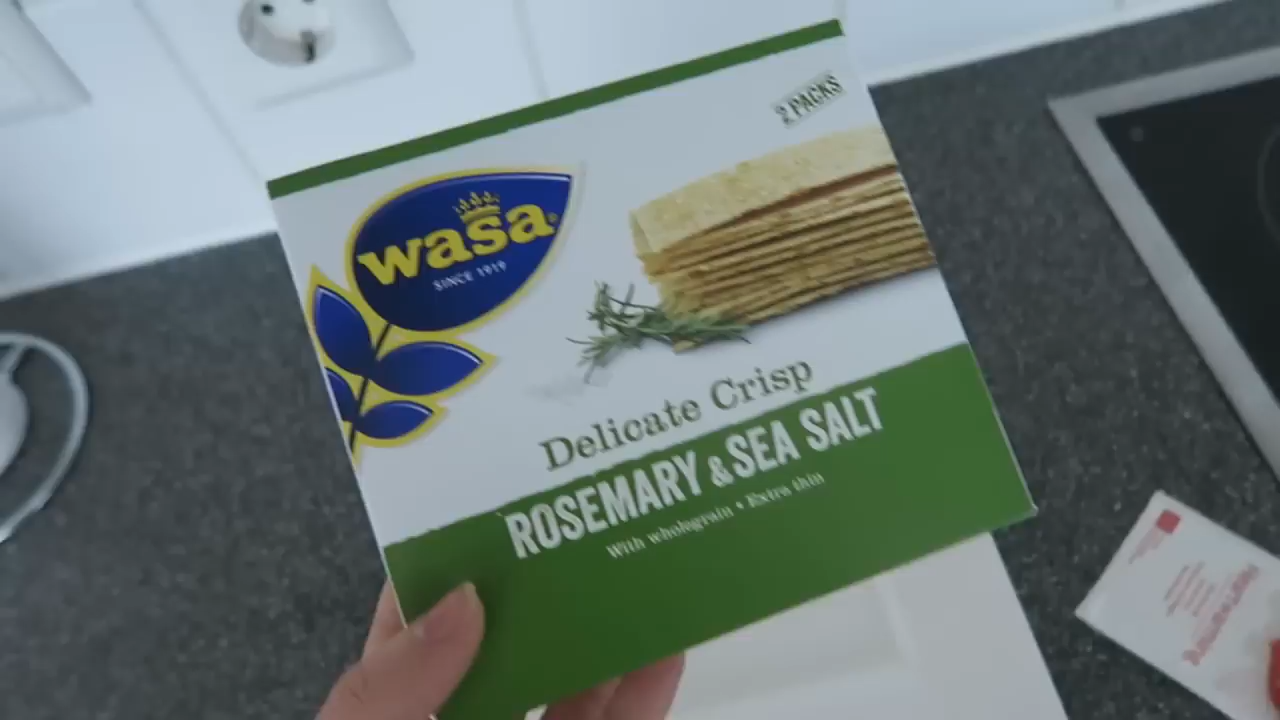 2 PACKS
wasa
SINCE 1919
Delicate Crisp
ROSEMARY & SEA SALT
With wholegrain • Extra thin